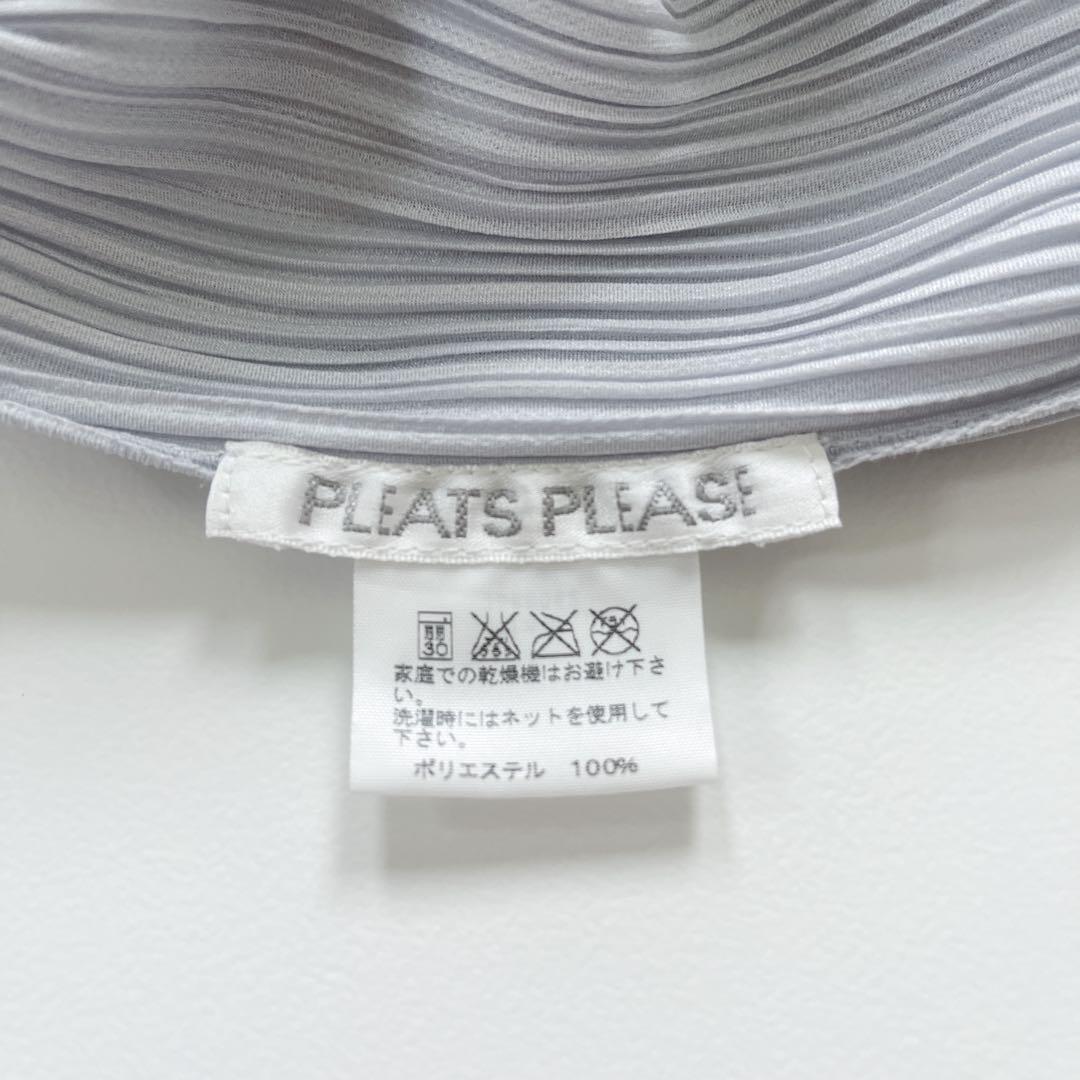 PLEATS PLEASE
弱
30
家庭での乾燥機はお避け下さ
い。
洗濯時にはネットを使用して
下さい。
ポリエステル 100%